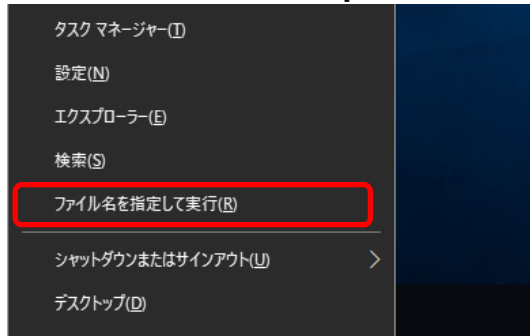 タスク マネージャー(T)
設定(N)
エクスプローラー(E)
検索(S)
ファイル名を指定して実行(R)
シャットダウンまたはサインアウト(U)
デスクトップ(D)